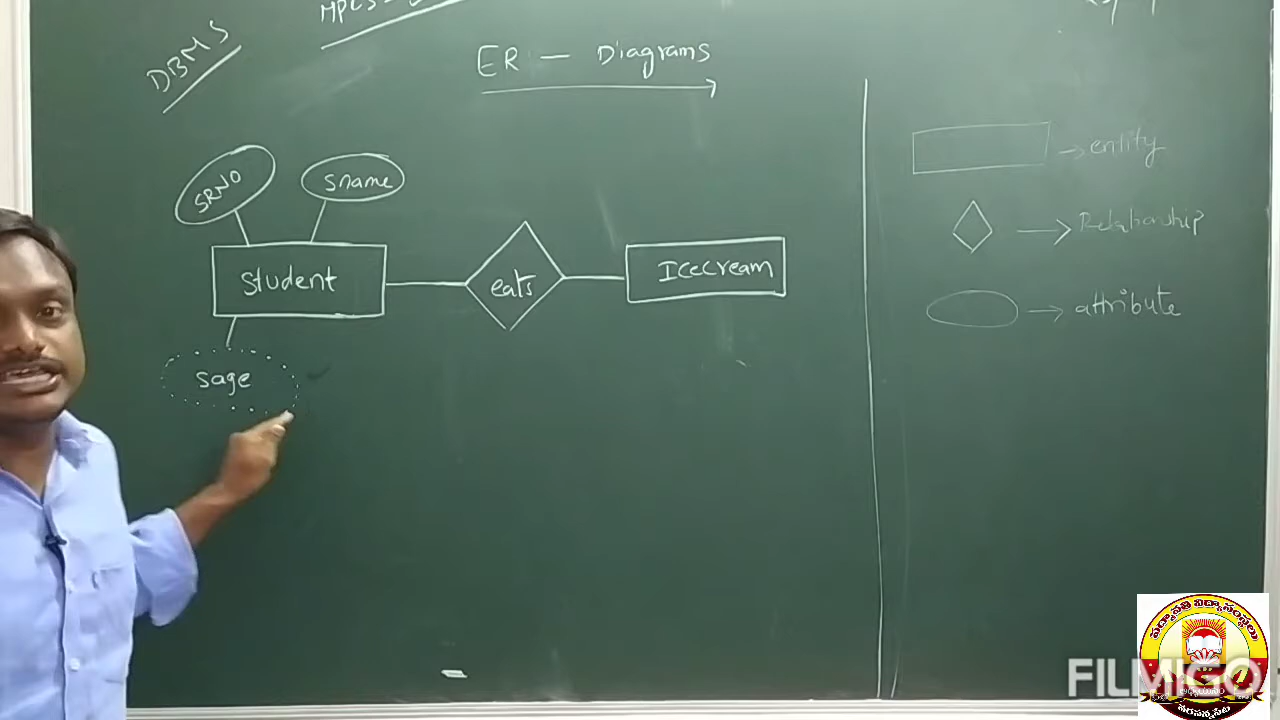 DBMS
ER - Diagrams
SRNO
Sname
Student
eats
Icecream
sage
→ entity
→ Relationship
→ attribute
FILMIGO